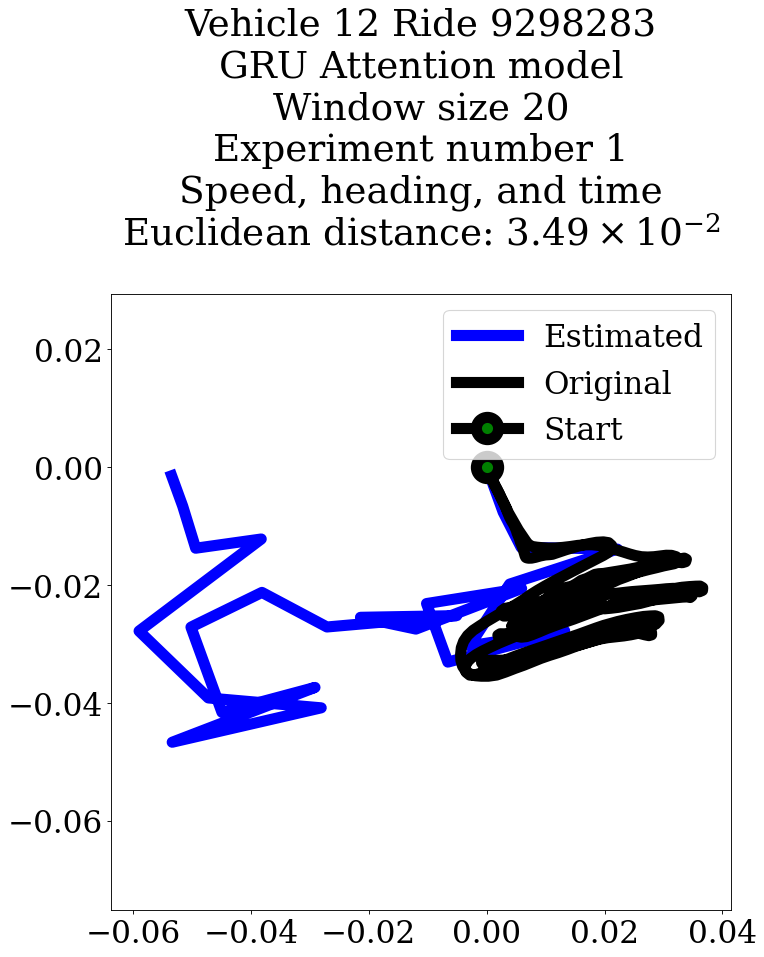 Vehicle 12 Ride 9298283
GRU Attention model
Window size 20
Experiment number 1
Speed, heading, and time
Euclidean distance: 3.49 × 10⁻²
Estimated
Original
Start
0.02
0.00
−0.02
−0.04
−0.06
−0.06 −0.04 −0.02 0.00 0.02 0.04